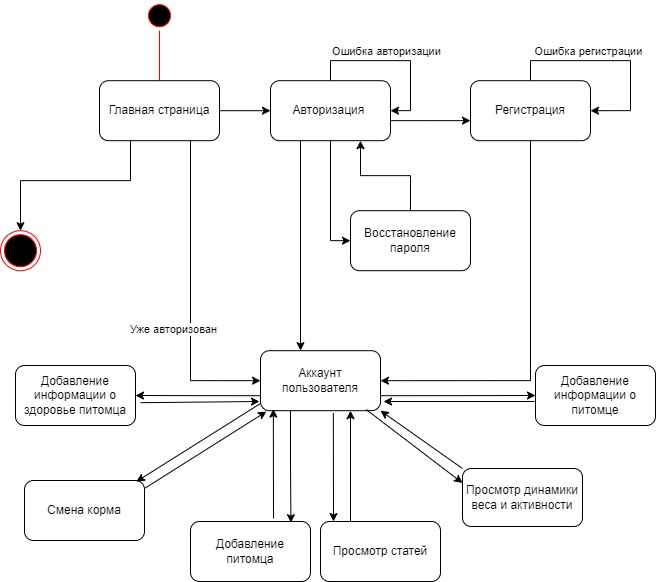 Ошибка авторизации
Ошибка регистрации
Главная страница
Авторизация
Регистрация
Восстановление
пароля
Уже авторизован
Аккаунт
пользователя
Добавление
информации о
здоровье питомца
Добавление
информации о
питомце
Смена корма
Просмотр динамики
веса и активности
Добавление
питомца
Просмотр статей